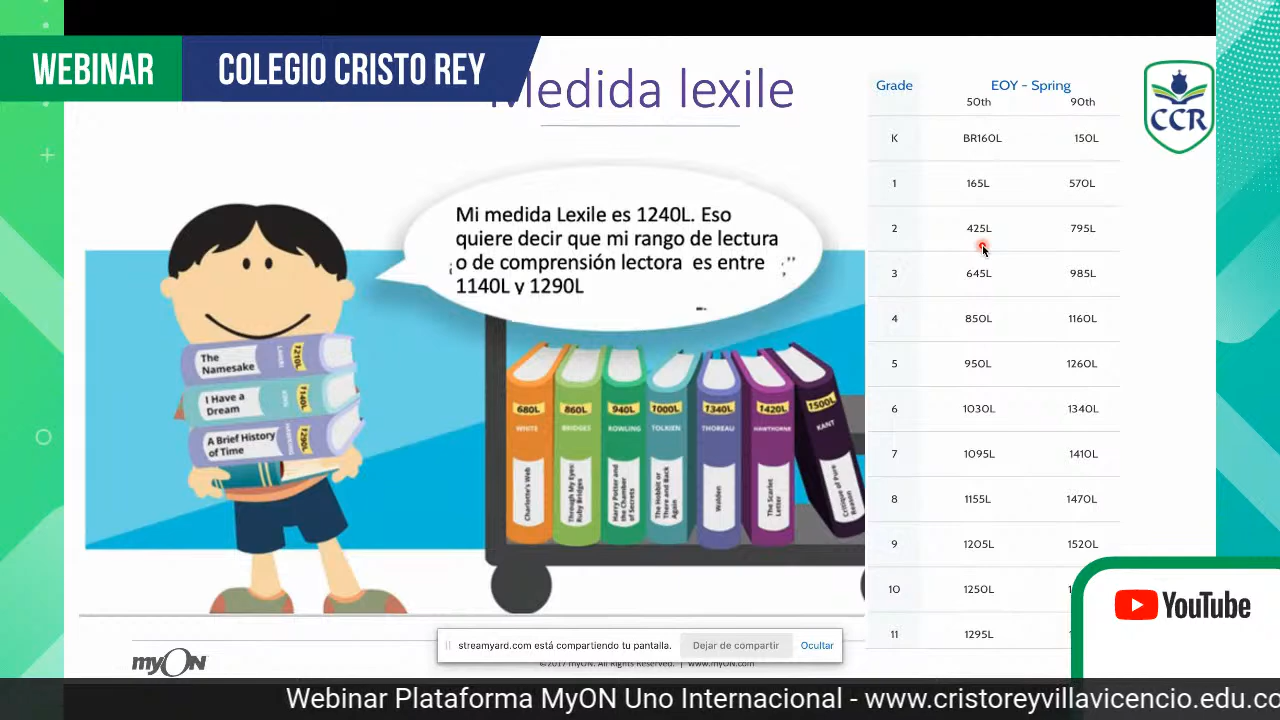 WEBINAR
COLEGIO CRISTO REY
Medida lexile
Mi medida Lexile es 1240L. Eso
quiere decir que mi rango de lectura
o de comprensión lectora es entre
1140L y 1290L
The
Namesake
1210L
I Have a
Dream
KING
1140L
A Brief History
of Time
HAWKING
1290L
680L
WHITE
Charlotte's Web
860L
BRIDGES
Through My Eyes:
Ruby Bridges
940L
ROWLING
Harry Potter and
the Chamber
of Secrets
1000L
TOLKIEN
The Hobbit or
There and Back
Again
1340L
THOREAU
Walden
1420L
HAWTHORNE
The Scarlet
Letter
1500L
KANT
Critique of Pure
Reason
Grade EOY - Spring
50th 90th
K BR160L 150L
1 165L 570L
2 425L 795L
3 645L 985L
4 850L 1160L
5 950L 1260L
6 1030L 1340L
7 1095L 1410L
8 1155L 1470L
9 1205L 1520L
10 1250L
11 1295L
CCR
YouTube
streamyard.com está compartiendo tu pantalla. Dejar de compartir Ocultar
myON
©2017 myON. All Rights Reserved. | www.myON.com
Webinar Plataforma MyON Uno Internacional - www.cristoreyvillavicencio.edu.co